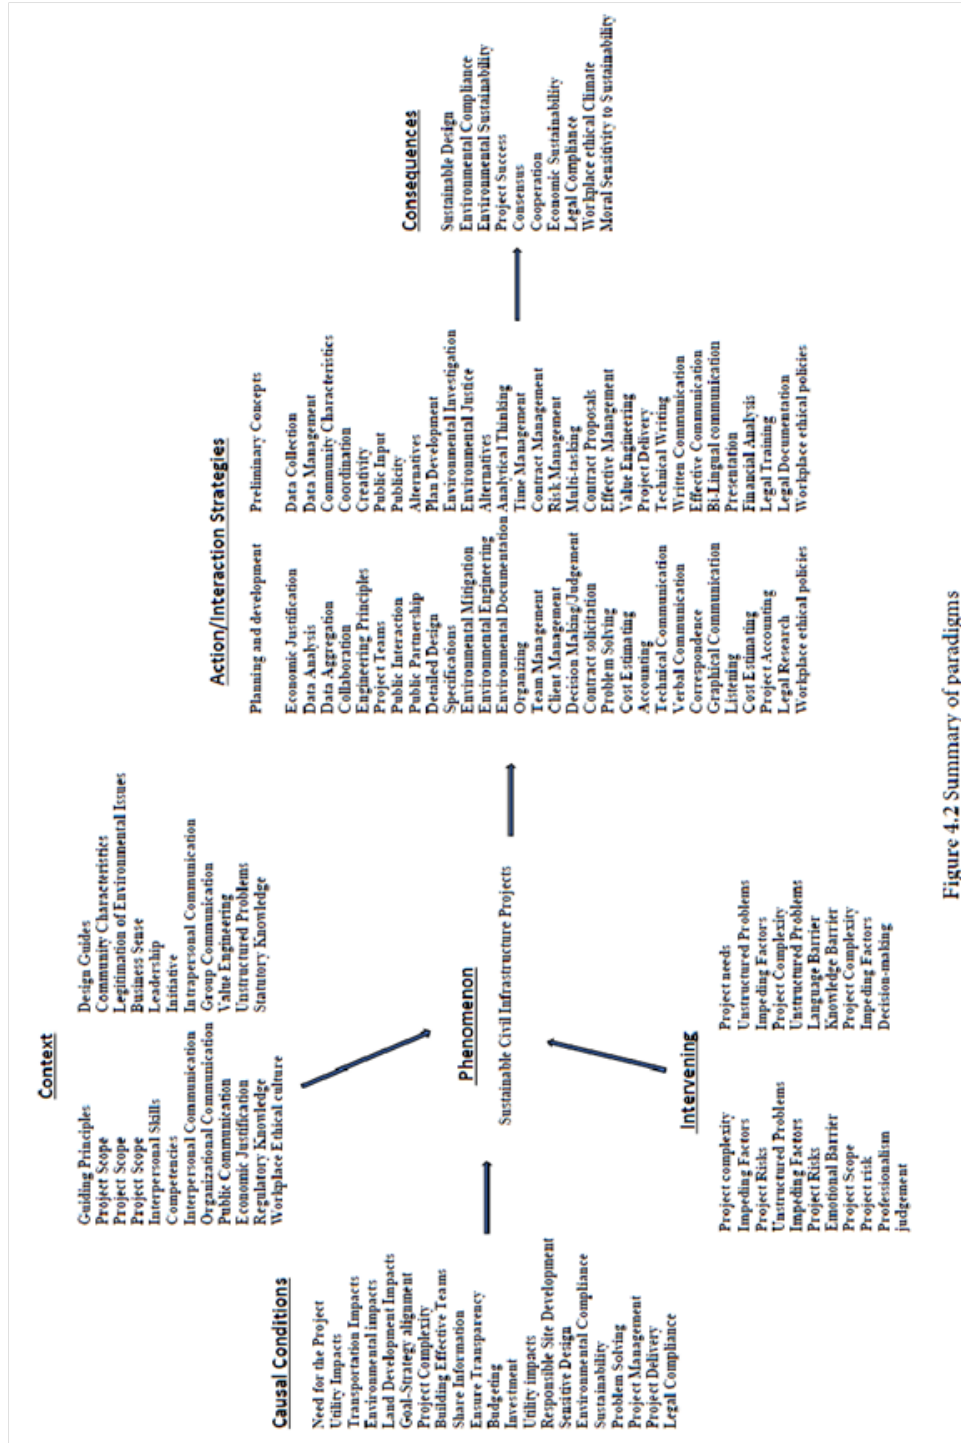 Causal Conditions
Need for the Project
Utility Impacts
Transportation Impacts
Environmental impacts
Land Development Impacts
Goal-Strategy alignment
Project Complexity
Building Effective Teams
Share Information
Ensure Transparency
Budgeting
Investment
Utility impacts
Responsible Site Development
Sensitive Design
Environmental Compliance
Sustainability
Problem Solving
Project Management
Project Delivery
Legal Compliance
Context
Guiding Principles
Project Scope
Project Scope
Project Scope
Interpersonal Skills
Competencies
Interpersonal Communication
Organizational Communication
Public Communication
Economic Justification
Regulatory Knowledge
Workplace Ethical culture
Design Guides
Community Characteristics
Legitimation of Environmental Issues
Business Sense
Leadership
Initiative
Intrapersonal Communication
Group Communication
Value Engineering
Unstructured Problems
Statutory Knowledge
Phenomenon
Sustainable Civil Infrastructure Projects
Intervening
Project complexity
Impeding Factors
Project Risks
Unstructured Problems
Impeding Factors
Project Risks
Emotional Barrier
Project Scope
Project risk
Professionalism
judgement
Project needs
Unstructured Problems
Impeding Factors
Project Complexity
Unstructured Problems
Language Barrier
Knowledge Barrier
Project Complexity
Impeding Factors
Decision-making
Action/Interaction Strategies
Planning and development
Economic Justification
Data Analysis
Data Aggregation
Collaboration
Engineering Principles
Project Teams
Public Interaction
Public Partnership
Detailed Design
Specifications
Environmental Mitigation
Environmental Engineering
Environmental Documentation
Organizing
Team Management
Client Management
Decision Making/Judgement
Contract solicitation
Problem Solving
Cost Estimating
Accounting
Technical Communication
Verbal Communication
Correspondence
Graphical Communication
Listening
Cost Estimating
Project Accounting
Legal Research
Workplace ethical policies
Preliminary Concepts
Data Collection
Data Management
Community Characteristics
Coordination
Creativity
Public Input
Publicity
Alternatives
Plan Development
Environmental Investigation
Environmental Justice
Alternatives
Analytical Thinking
Time Management
Contract Management
Risk Management
Multi-tasking
Contract Proposals
Effective Management
Value Engineering
Project Delivery
Technical Writing
Written Communication
Effective Communication
Bi-Lingual communication
Presentation
Financial Analysis
Legal Training
Legal Documentation
Workplace ethical policies
Consequences
Sustainable Design
Environmental Compliance
Environmental Sustainability
Project Success
Consensus
Cooperation
Economic Sustainability
Legal Compliance
Workplace ethical Climate
Moral Sensitivity to Sustainability
Figure 4.2 Summary of paradigms